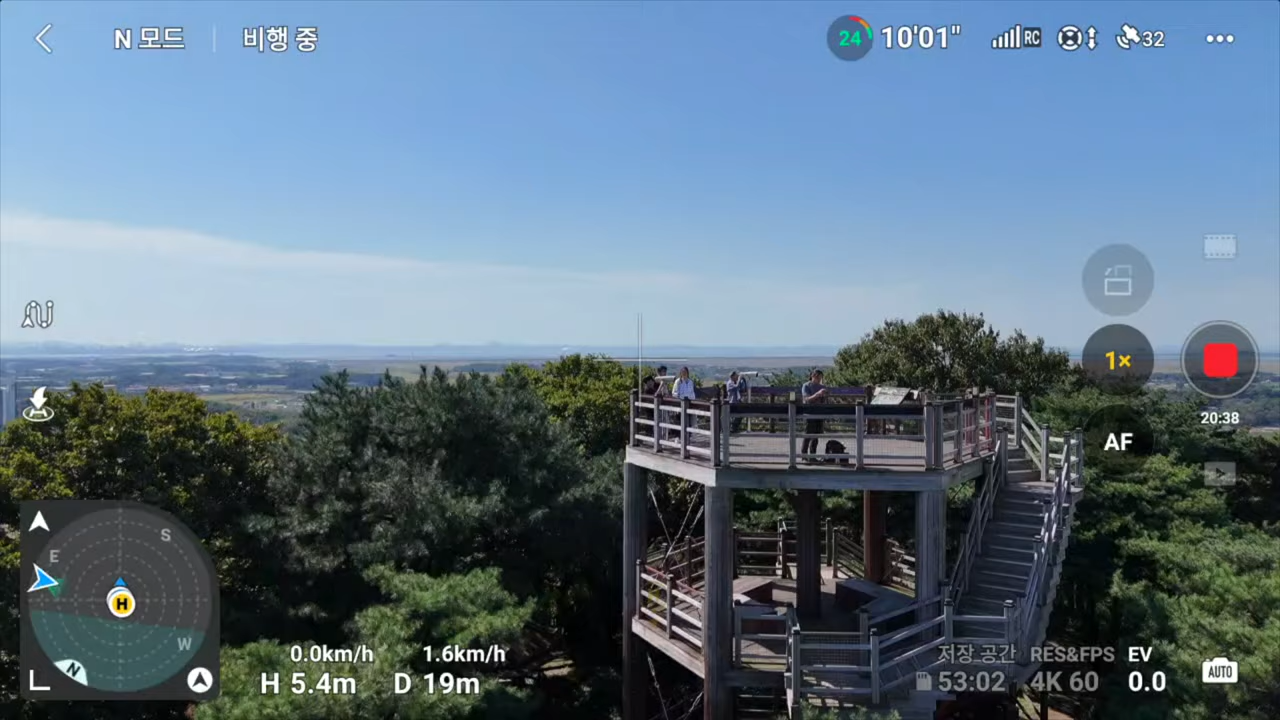 N 모드 비행 중 24 10'01" RC 32
1×
20:38
AF
S
E
H
W
N
0.0km/h 1.6km/h
H 5.4m D 19m
저장 공간 RES&FPS EV
53:02 4K 60 0.0
AUTO